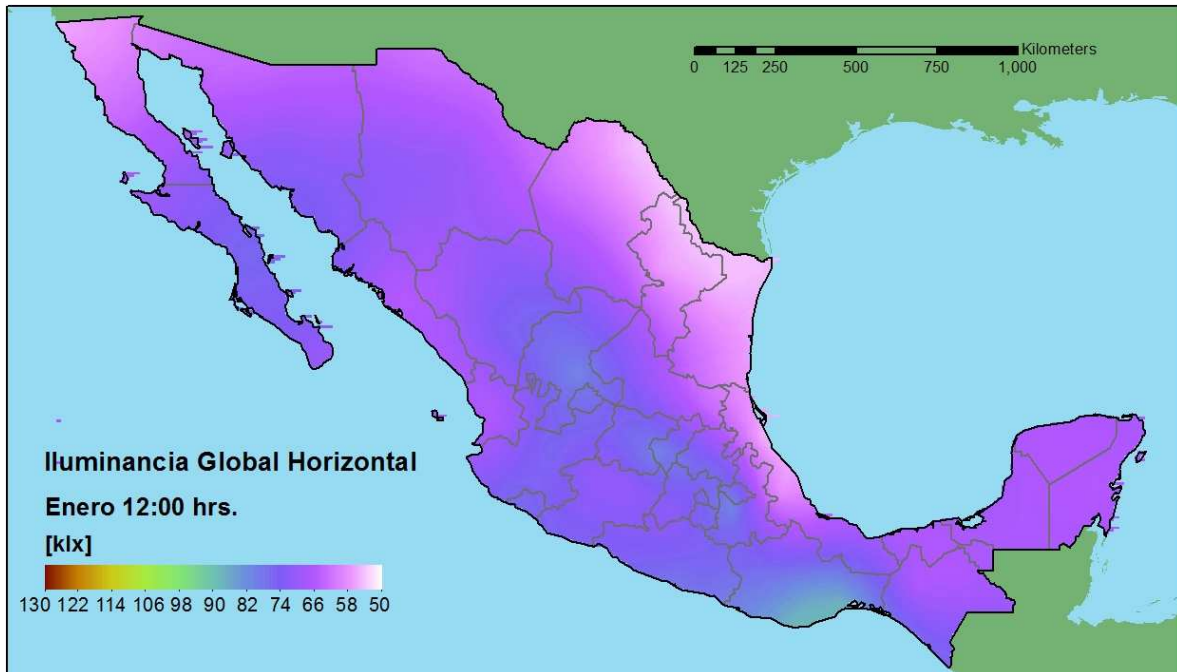 Kilometers
0 125 250 500 750 1,000
Iluminancia Global Horizontal
Enero 12:00 hrs.
[klx]
130 122 114 106 98 90 82 74 66 58 50